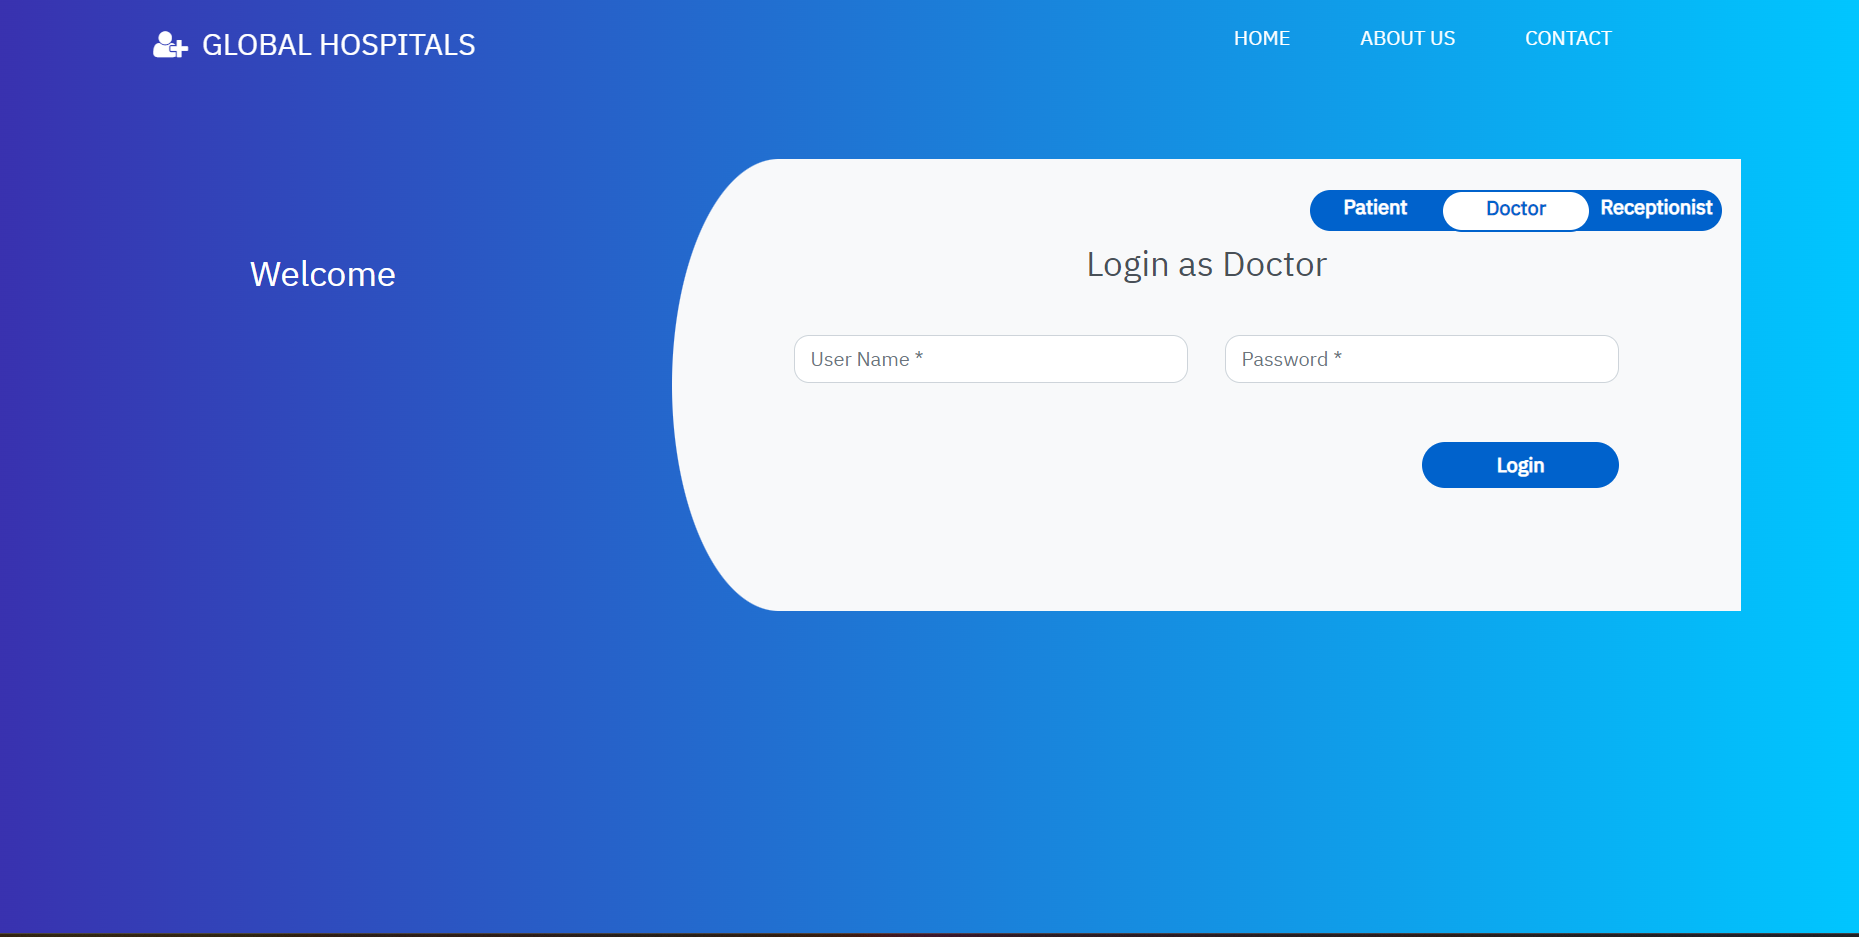 GLOBAL HOSPITALS
HOME ABOUT US CONTACT
Patient Doctor Receptionist
Welcome
Login as Doctor
User Name * Password *
Login